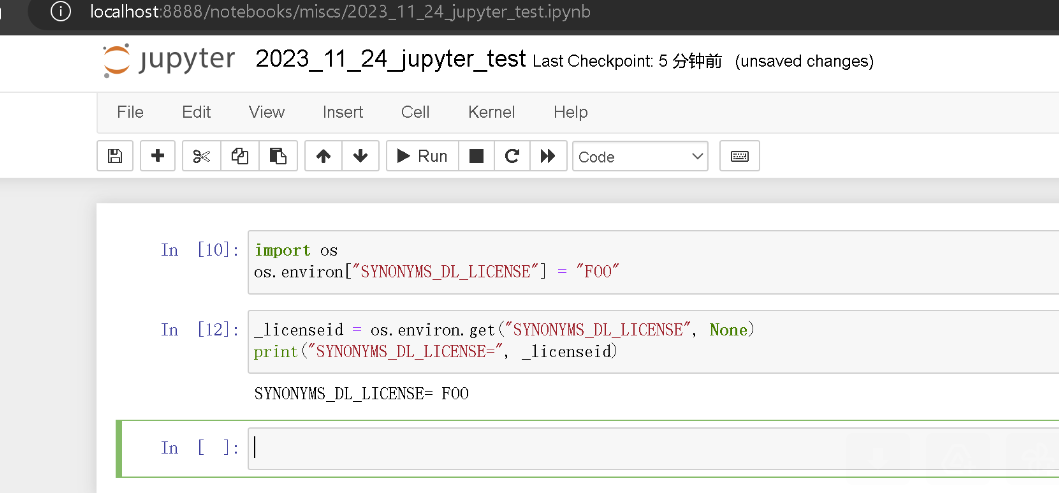 localhost:8888/notebooks/miscs/2023_11_24_jupyter_test.ipynb
jupyter 2023_11_24_jupyter_test Last Checkpoint: 5 分钟前 (unsaved changes)
File Edit View Insert Cell Kernel Help
Run Code
In [10]: import os
os.environ["SYNONYMS_DL_LICENSE"] = "FOO"
In [12]: _licenseid = os.environ.get("SYNONYMS_DL_LICENSE", None)
print("SYNONYMS_DL_LICENSE=", _licenseid)
SYNONYMS_DL_LICENSE= FOO
In [ ]: